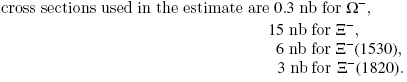 cross sections used in the estimate are 0.3 nb for Ω⁻,
15 nb for Ξ⁻,
6 nb for Ξ⁻(1530),
3 nb for Ξ⁻(1820).